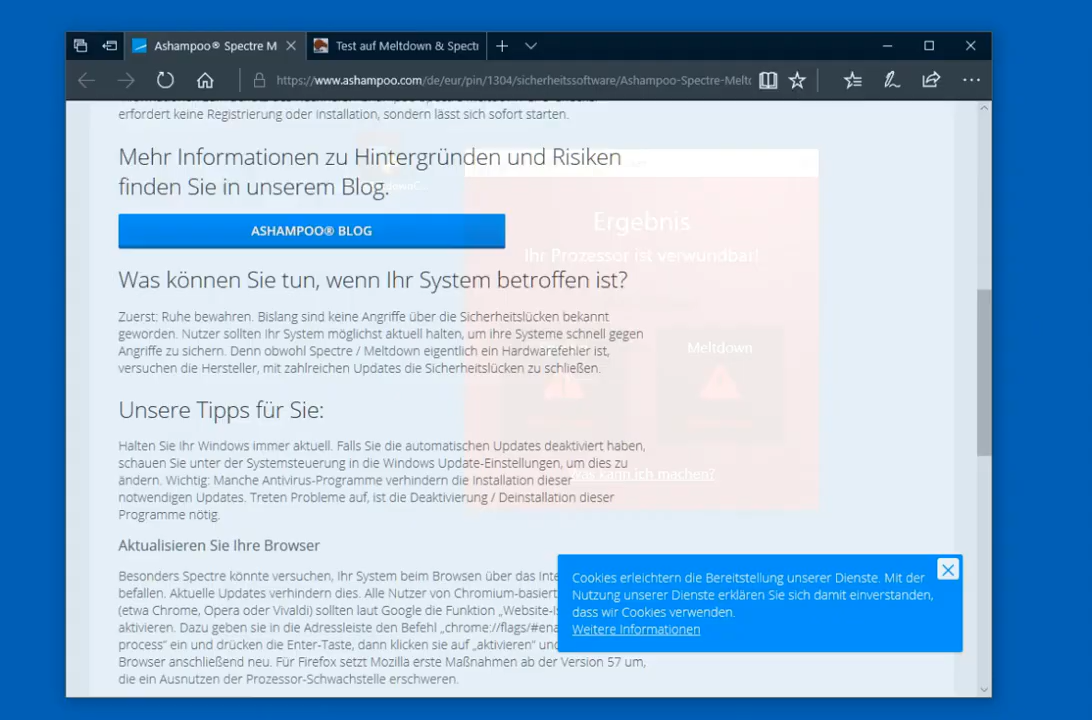 Ashampoo® Spectre M
Test auf Meltdown & Spect
https://www.ashampoo.com/de/eur/pin/1304/sicherheitssoftware/Ashampoo-Spectre-Meltd
erfordert keine Registrierung oder Installation, sondern lässt sich sofort starten.
Mehr Informationen zu Hintergründen und Risiken
finden Sie in unserem Blog.
ASHAMPOO® BLOG
Ergebnis
Ihr Prozessor ist verwundbar!
Was können Sie tun, wenn Ihr System betroffen ist?
Zuerst: Ruhe bewahren. Bislang sind keine Angriffe über die Sicherheitslücken bekannt
geworden. Nutzer sollten Ihr System möglichst aktuell halten, um ihre Systeme schnell gegen
Angriffe zu sichern. Denn obwohl Spectre / Meltdown eigentlich ein Hardwarefehler ist,
versuchen die Hersteller, mit zahlreichen Updates die Sicherheitslücken zu schließen.
Meltdown
Unsere Tipps für Sie:
Halten Sie Ihr Windows immer aktuell. Falls Sie die automatischen Updates deaktiviert haben,
schauen Sie unter der Systemsteuerung in die Windows Update-Einstellungen, um dies zu
ändern. Wichtig: Manche Antivirus-Programme verhindern die Installation dieser
notwendigen Updates. Treten Probleme auf, ist die Deaktivierung / Deinstallation dieser
Programme nötig.
Was kann ich machen?
Aktualisieren Sie Ihre Browser
Besonders Spectre könnte versuchen, Ihr System beim Browsen über das Inte
befallen. Aktuelle Updates verhindern dies. Alle Nutzer von Chromium-basiert
(etwa Chrome, Opera oder Vivaldi) sollten laut Google die Funktion „Website-Is
aktivieren. Dazu geben sie in die Adressleiste den Befehl „chrome://flags/#ena
process“ ein und drücken die Enter-Taste, dann klicken sie auf „aktivieren“ und
Browser anschließend neu. Für Firefox setzt Mozilla erste Maßnahmen ab der Version 57 um,
die ein Ausnutzen der Prozessor-Schwachstelle erschweren.
Cookies erleichtern die Bereitstellung unserer Dienste. Mit der
Nutzung unserer Dienste erklären Sie sich damit einverstanden,
dass wir Cookies verwenden.
Weitere Informationen